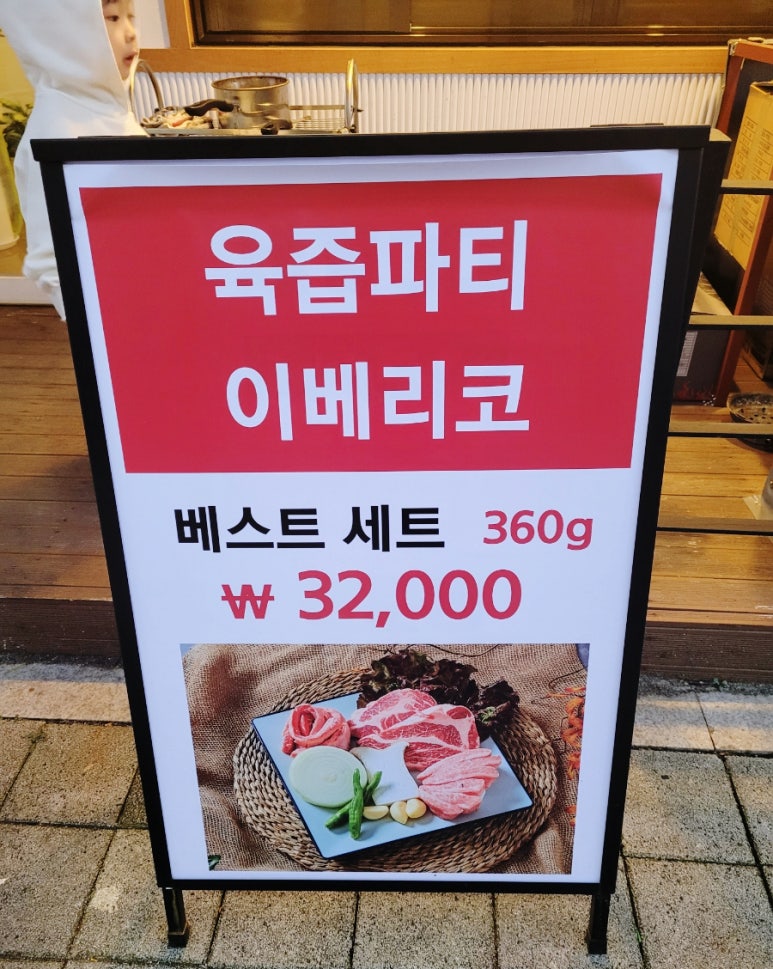 육즙파티
이베리코
베스트 세트 360g
₩ 32,000